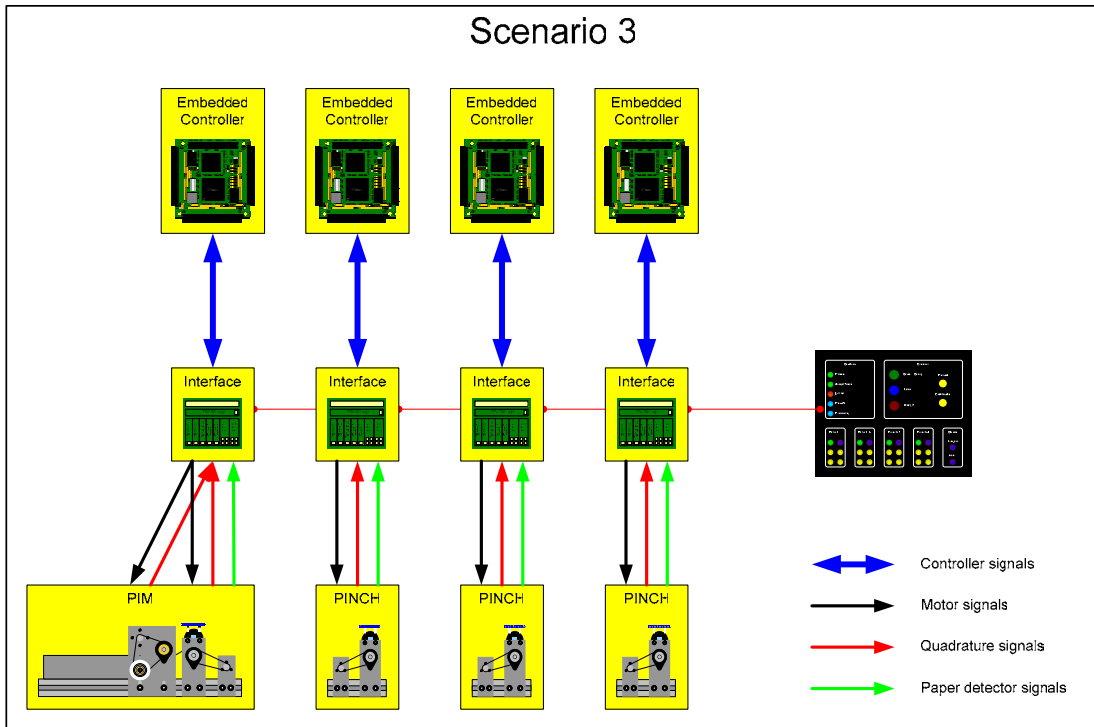 Scenario 3
Embedded
Controller
Embedded
Controller
Embedded
Controller
Embedded
Controller
Interface
Interface
Interface
Interface
PIM
PINCH
PINCH
PINCH
Controller signals
Motor signals
Quadrature signals
Paper detector signals